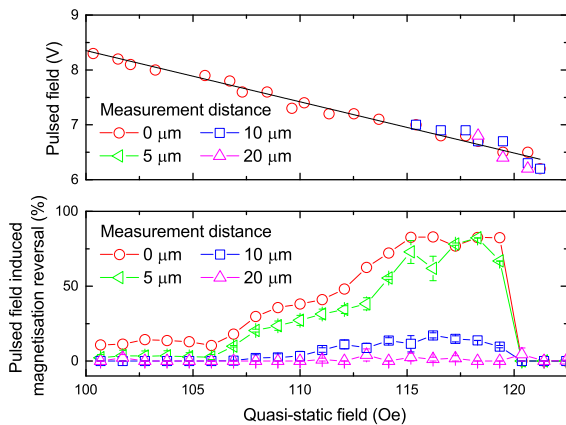 9
8
7
6
Pulsed field
(V)
Measurement distance
0 μm 10 μm
5 μm 20 μm
100
75
50
25
0
Pulsed field induced
magnetisation reversal (%)
Measurement distance
0 μm 10 μm
5 μm 20 μm
100 105 110 115 120
Quasi-static field (Oe)